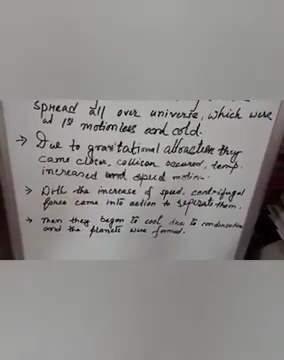 spread all over universe, which were
at 1st motionless and cold.
→ Due to gravitational attraction they
came closer, collision occured, temp.
increased and speed motion.
→ With the increase of speed, centrifugal
force came into action to seperate them.
→ Then they began to cool due to condensation
and the planets were formed.